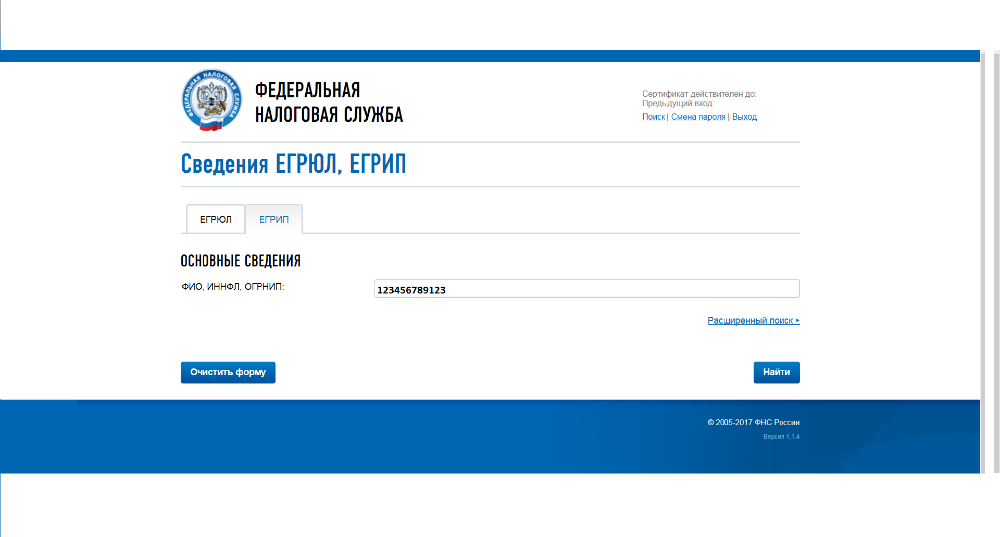 ФЕДЕРАЛЬНАЯ НАЛОГОВАЯ СЛУЖБА
ФЕДЕРАЛЬНАЯ
НАЛОГОВАЯ СЛУЖБА
Сертификат действителен до:
Предыдущий вход:
Поиск | Смена пароля | Выход
Сведения ЕГРЮЛ, ЕГРИП
ЕГРЮЛ ЕГРИП
ОСНОВНЫЕ СВЕДЕНИЯ
ФИО, ИННФЛ, ОГРНИП: 123456789123
Расширенный поиск ▸
Очистить форму Найти
© 2005-2017 ФНС России
Версия 1.1.4